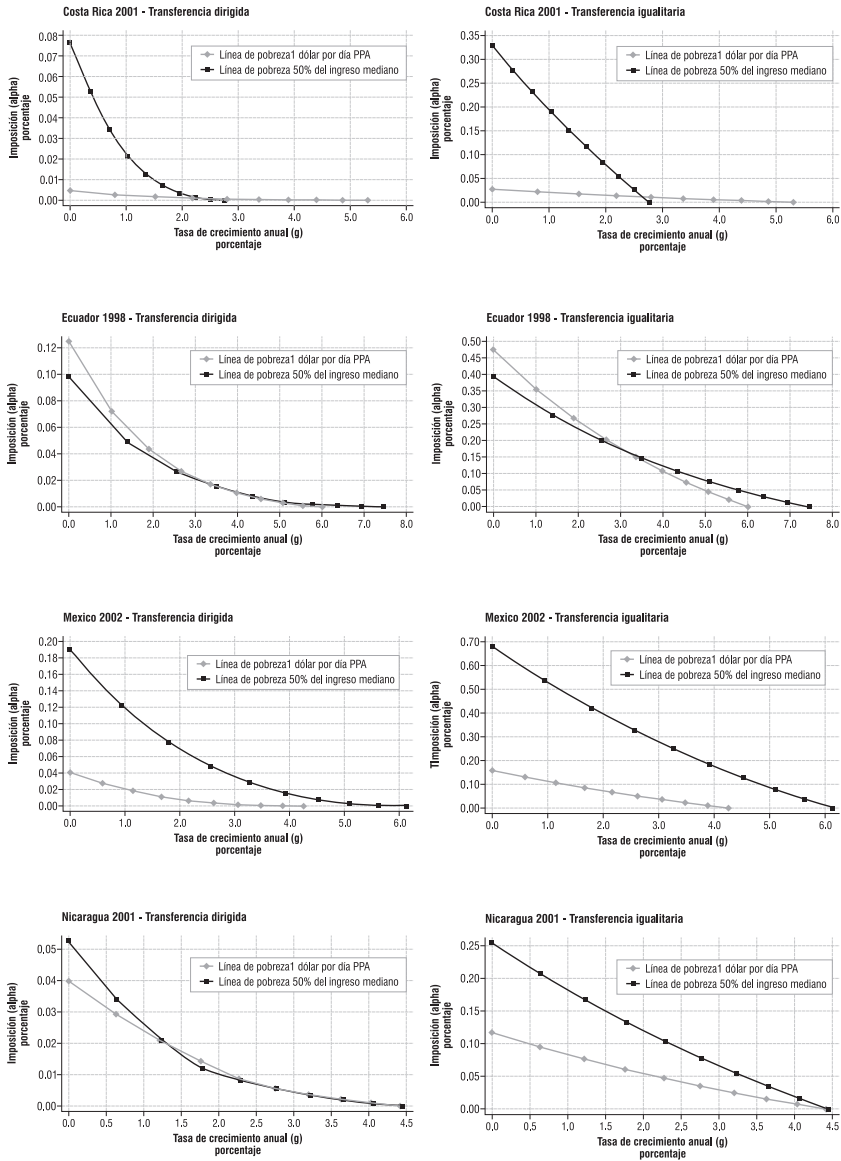 Costa Rica 2001 - Transferencia dirigida
Imposición (alpha)
porcentaje
0.08
0.07
0.06
0.05
0.04
0.03
0.02
0.01
0.00
Línea de pobreza1 dólar por día PPA
Línea de pobreza 50% del ingreso mediano
0.0 1.0 2.0 3.0 4.0 5.0 6.0
Tasa de crecimiento anual (g)
porcentaje
Costa Rica 2001 - Transferencia igualitaria
Imposición (alpha)
porcentaje
0.35
0.30
0.25
0.20
0.15
0.10
0.05
0.00
Línea de pobreza1 dólar por día PPA
Línea de pobreza 50% del ingreso mediano
0.0 1.0 2.0 3.0 4.0 5.0 6.0
Tasa de crecimiento anual (g)
porcentaje
Ecuador 1998 - Transferencia dirigida
Imposición (alpha)
porcentaje
0.12
0.10
0.08
0.06
0.04
0.02
0.00
Línea de pobreza1 dólar por día PPA
Línea de pobreza 50% del ingreso mediano
0.0 1.0 2.0 3.0 4.0 5.0 6.0 7.0 8.0
Tasa de crecimiento anual (g)
porcentaje
Ecuador 1998 - Transferencia igualitaria
Imposición (alpha)
porcentaje
0.50
0.45
0.40
0.35
0.30
0.25
0.20
0.15
0.10
0.05
0.00
Línea de pobreza1 dólar por día PPA
Línea de pobreza 50% del ingreso mediano
0.0 1.0 2.0 3.0 4.0 5.0 6.0 7.0 8.0
Tasa de crecimiento anual (g)
porcentaje
Mexico 2002 - Transferencia dirigida
Imposición (alpha)
porcentaje
0.20
0.18
0.16
0.14
0.12
0.10
0.08
0.06
0.04
0.02
0.00
Línea de pobreza1 dólar por día PPA
Línea de pobreza 50% del ingreso mediano
0.0 1.0 2.0 3.0 4.0 5.0 6.0
Tasa de crecimiento anual (g)
porcentaje
Mexico 2002 - Transferencia igualitaria
TImposición (alpha)
porcentaje
0.70
0.60
0.50
0.40
0.30
0.20
0.10
0.00
Línea de pobreza1 dólar por día PPA
Línea de pobreza 50% del ingreso mediano
0.0 1.0 2.0 3.0 4.0 5.0 6.0
Tasa de crecimiento anual (g)
porcentaje
Nicaragua 2001 - Transferencia dirigida
Imposición (alpha)
porcentaje
0.05
0.04
0.03
0.02
0.01
0.00
Línea de pobreza1 dólar por día PPA
Línea de pobreza 50% del ingreso mediano
0.0 0.5 1.0 1.5 2.0 2.5 3.0 3.5 4.0 4.5
Tasa de crecimiento anual (g)
porcentaje
Nicaragua 2001 - Transferencia igualitaria
Imposición (alpha)
porcentaje
0.25
0.20
0.15
0.10
0.05
0.00
Línea de pobreza1 dólar por día PPA
Línea de pobreza 50% del ingreso mediano
0.0 0.5 1.0 1.5 2.0 2.5 3.0 3.5 4.0 4.5
Tasa de crecimiento anual (g)
porcentaje